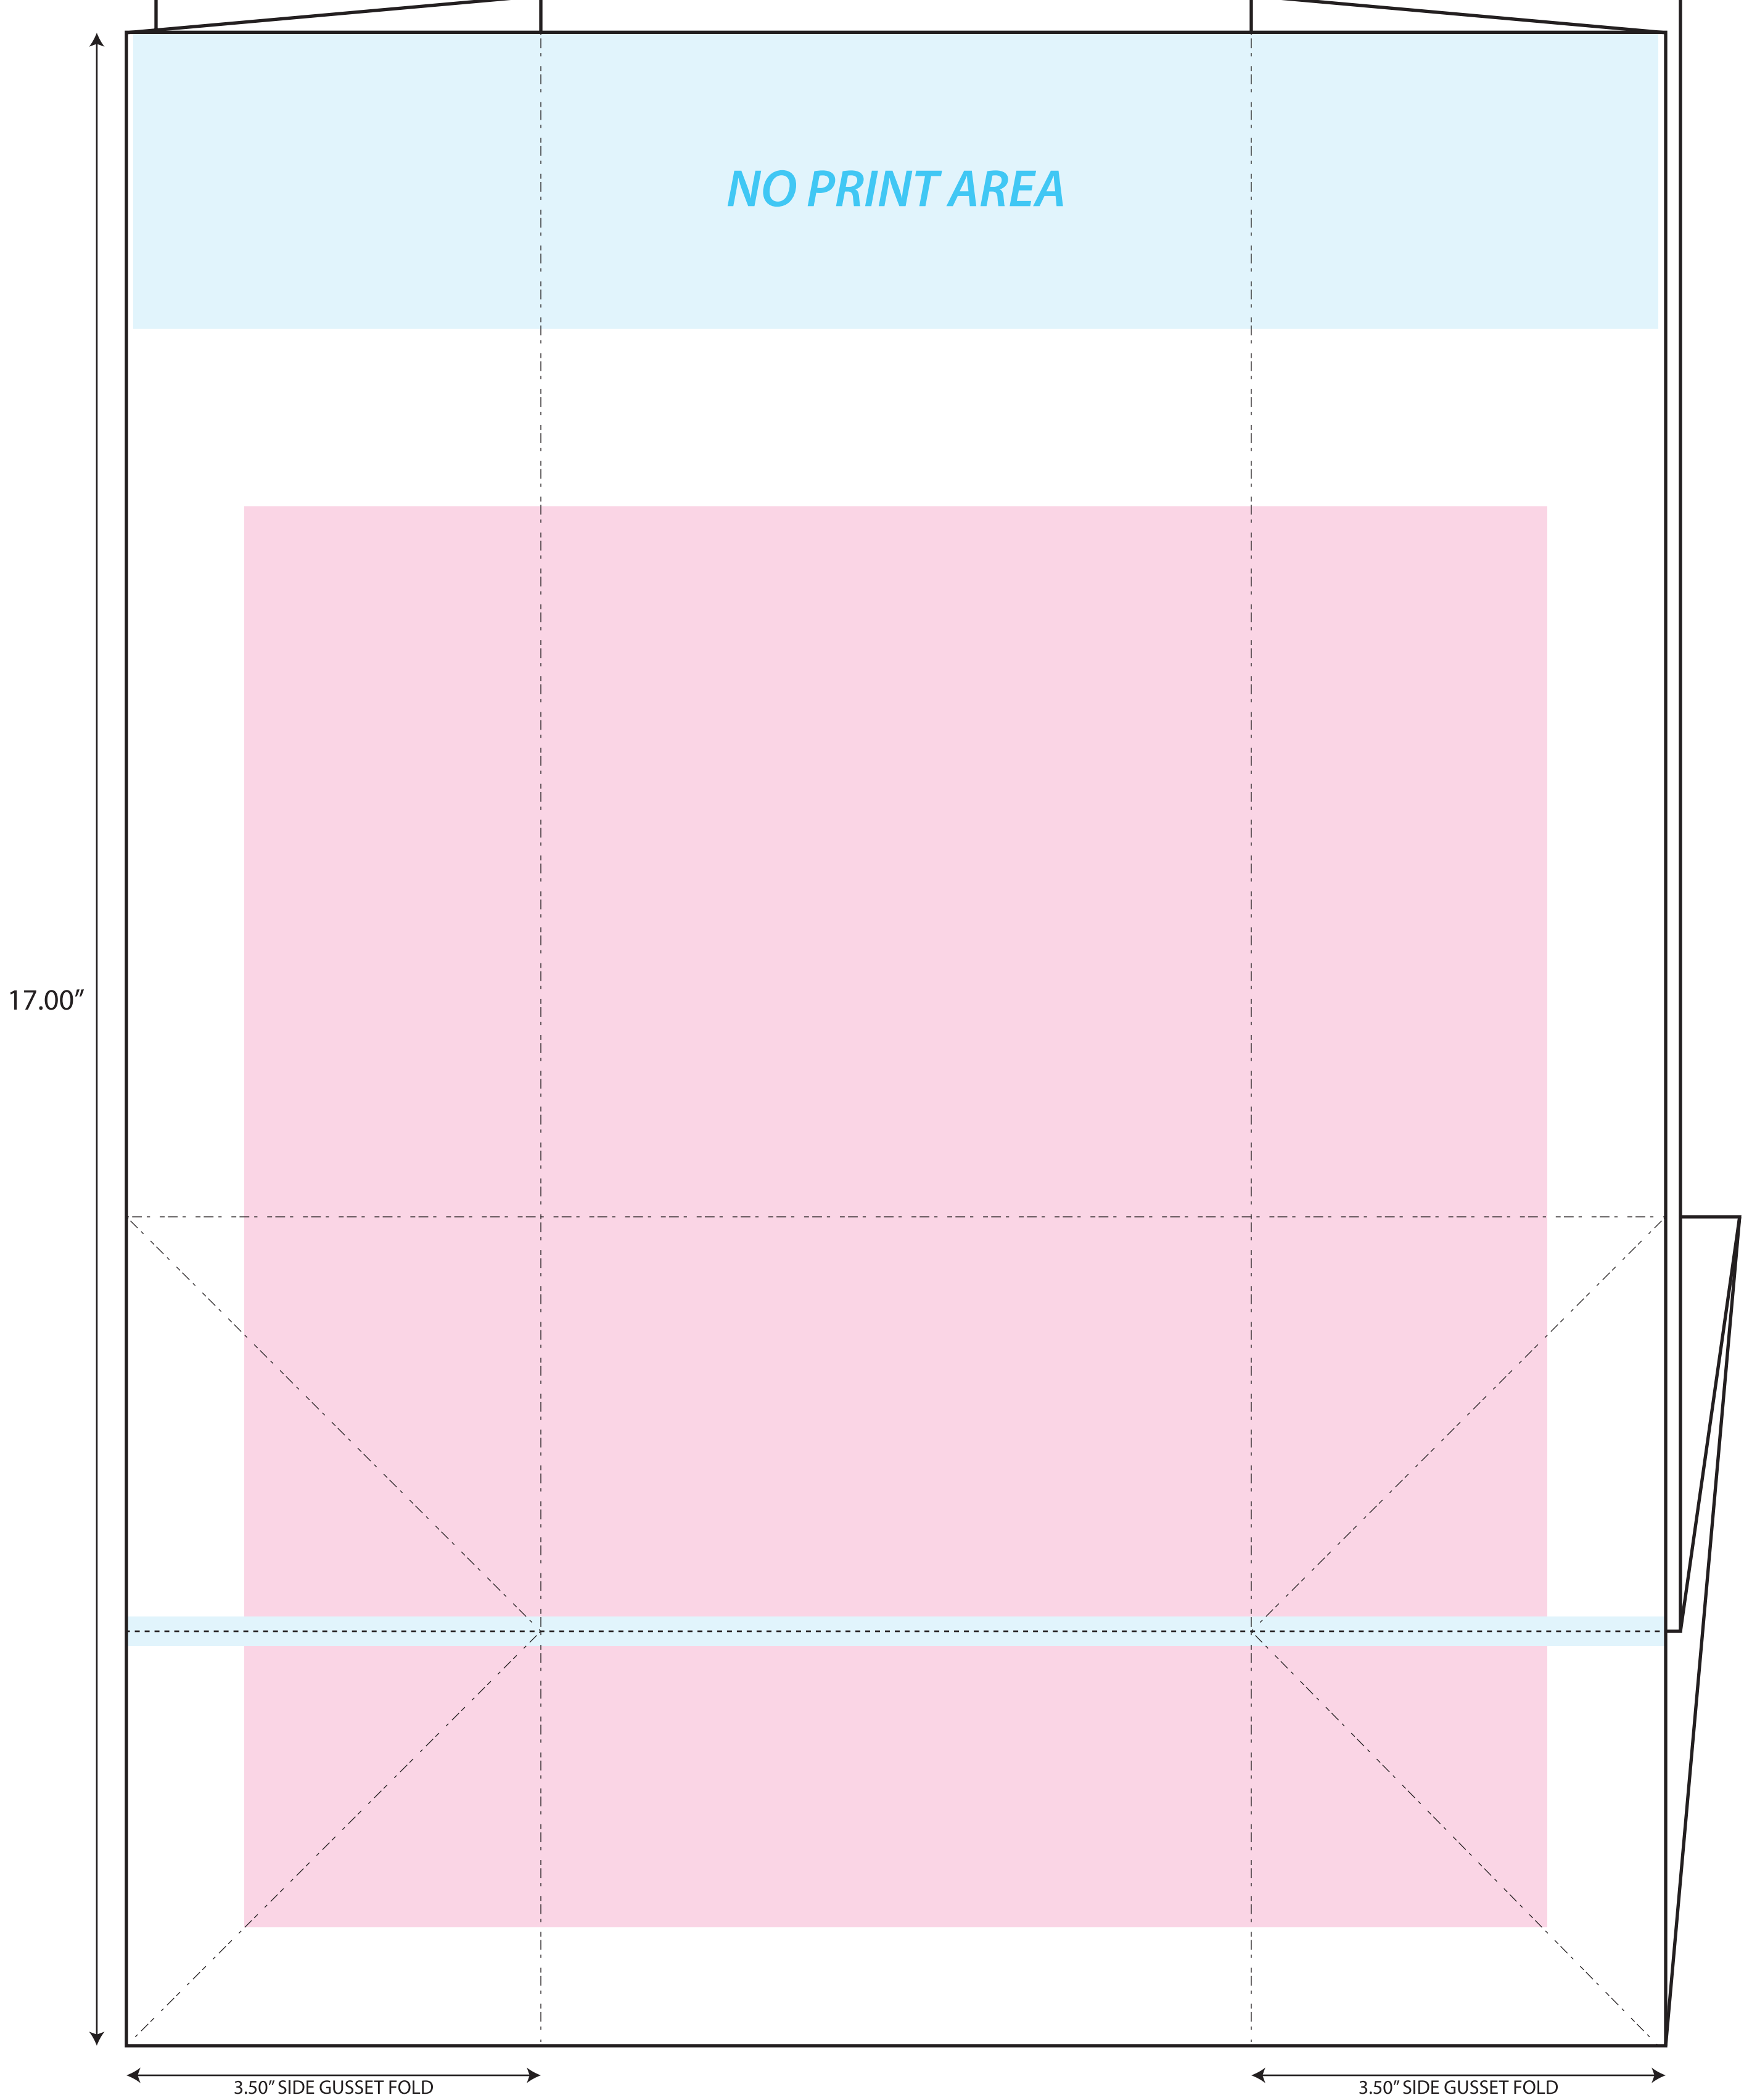 NO PRINT AREA
17.00”
3.50” SIDE GUSSET FOLD
3.50” SIDE GUSSET FOLD